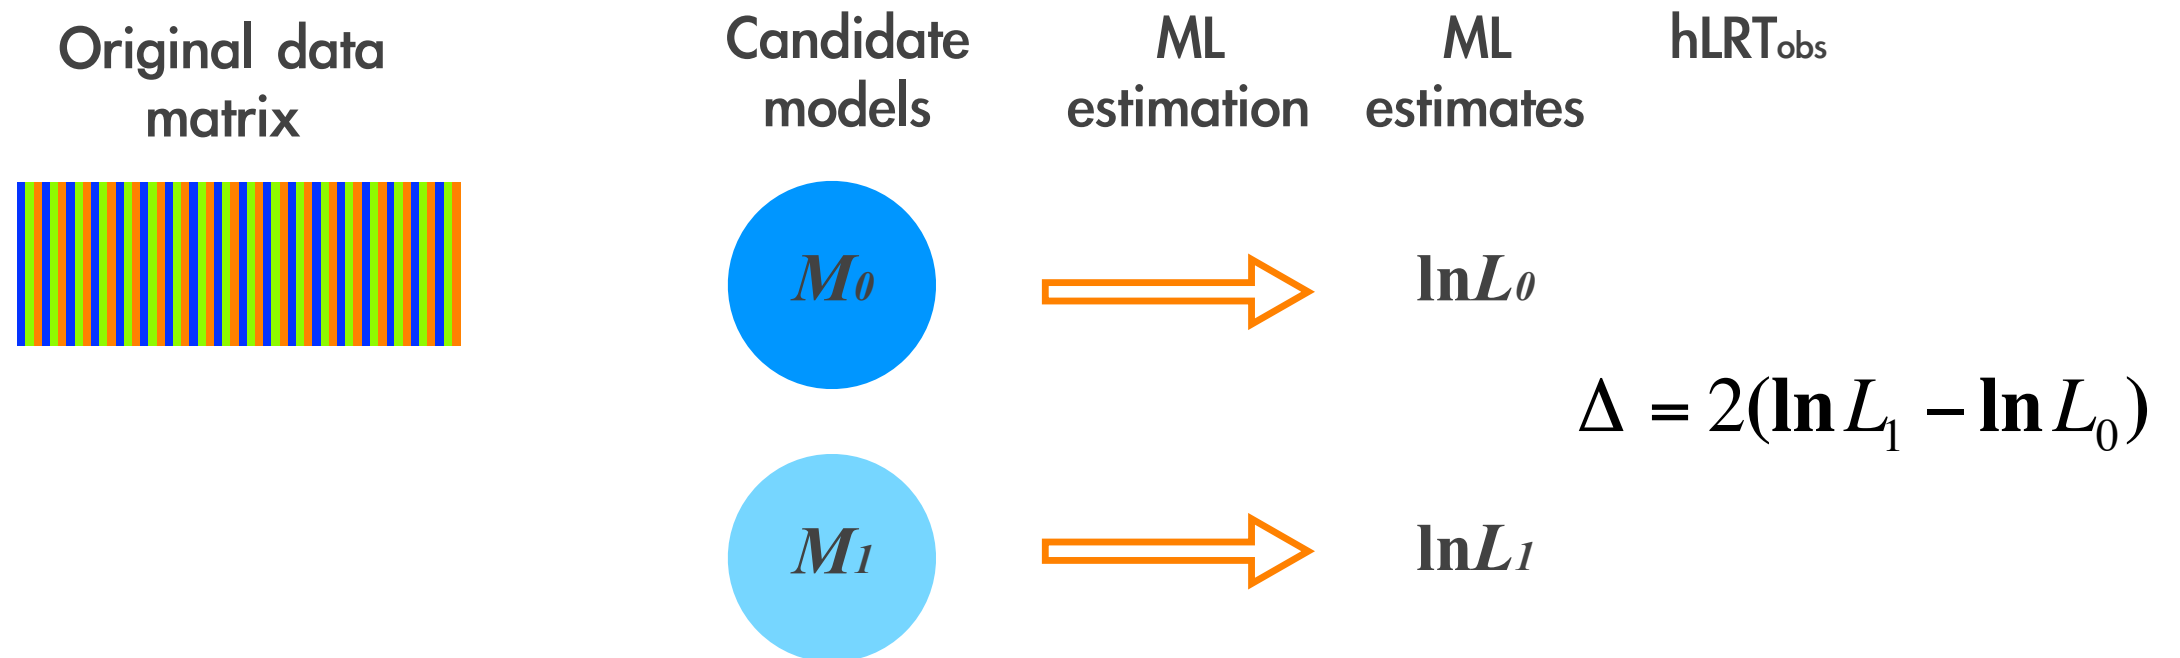 Original data
matrix
Candidate
models
ML
estimation
ML
estimates
hLRTobs
M0
lnL0
Δ = 2(ln L1 − ln L0)
M1
lnL1